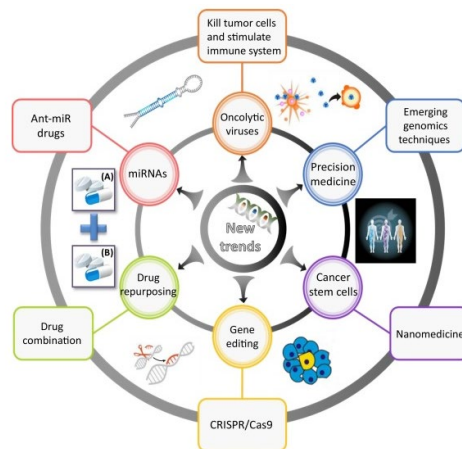 Kill tumor cells
and stimulate
immune system
Oncolytic
viruses
Ant-miR
drugs
miRNAs
Emerging
genomics
techniques
Precision
medicine
(A)
New
trends
(B)
Drug
repurposing
Cancer
stem cells
Drug
combination
Gene
editing
Nanomedicine
CRISPR/Cas9